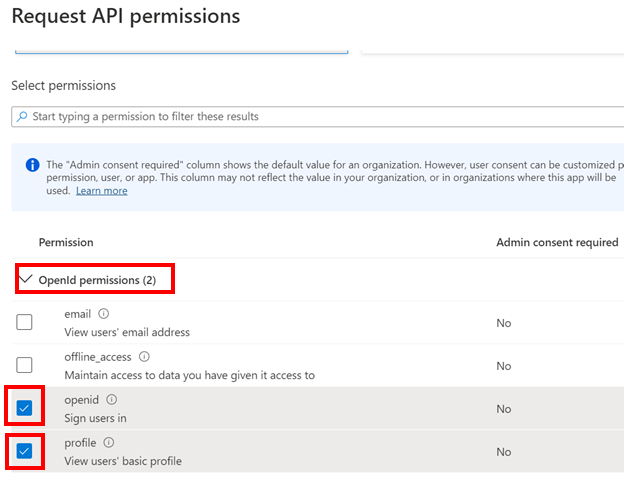 Request API permissions
Select permissions
Start typing a permission to filter these results
The "Admin consent required" column shows the default value for an organization. However, user consent can be customized p
permission, user, or app. This column may not reflect the value in your organization, or in organizations where this app will be
used. Learn more
Permission Admin consent required
OpenId permissions (2)
email
View users' email address No
offline_access
Maintain access to data you have given it access to No
openid
Sign users in No
profile
View users' basic profile No